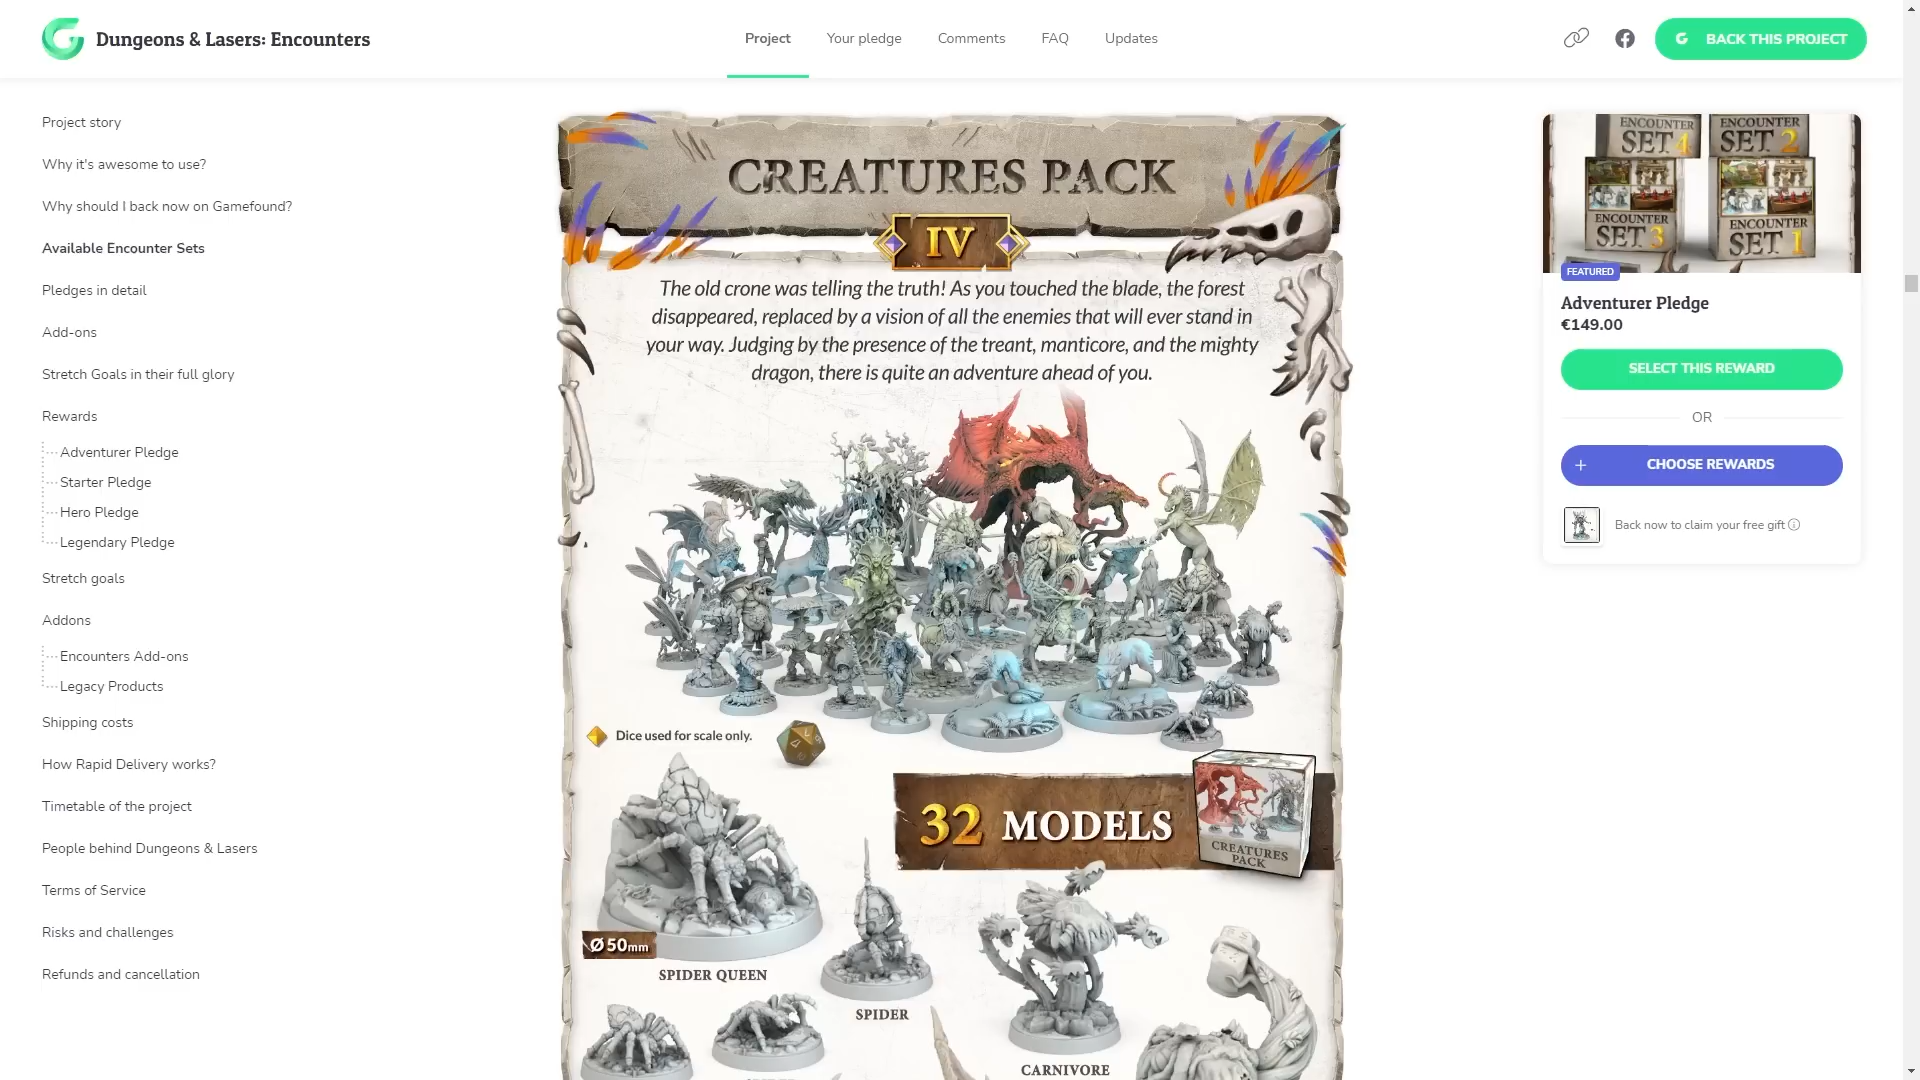 Dungeons & Lasers: Encounters
Project
Your pledge
Comments
FAQ
Updates
BACK THIS PROJECT
Project story
Why it's awesome to use?
Why should I back now on Gamefound?
Available Encounter Sets
Pledges in detail
Add-ons
Stretch Goals in their full glory
Rewards
Adventurer Pledge
Starter Pledge
Hero Pledge
Legendary Pledge
Stretch goals
Addons
Encounters Add-ons
Legacy Products
Shipping costs
How Rapid Delivery works?
Timetable of the project
People behind Dungeons & Lasers
Terms of Service
Risks and challenges
Refunds and cancellation
CREATURES PACK
IV
The old crone was telling the truth! As you touched the blade, the forest
disappeared, replaced by a vision of all the enemies that will ever stand in
your way. Judging by the presence of the treant, manticore, and the mighty
dragon, there is quite an adventure ahead of you.
Dice used for scale only.
32 MODELS
CREATURES
PACK
Ø 50mm
SPIDER QUEEN
SPIDER
CARNIVORE
ENCOUNTER
SET 4
ENCOUNTER
SET 2
ENCOUNTER
SET 3
ENCOUNTER
SET 1
FEATURED
Adventurer Pledge
€149.00
SELECT THIS REWARD
OR
+ CHOOSE REWARDS
Back now to claim your free gift